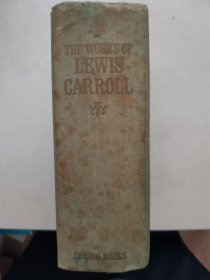 THE WORKS OF
LEWIS
CARROLL
SPRING BOOKS